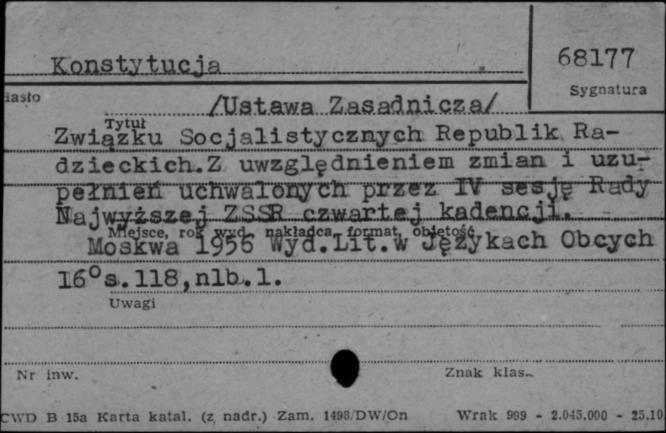 Konstytucja
68177
Sygnatura
Hasło
/Ustawa Zasadnicza/
Tytuł
Związku Socjalistycznych Republik Ra-
dzieckich.Z uwzględnieniem zmian i uzu-
pełnień uchwalonych przez IV sesję Rady
Najwyższej ZSSR czwartej kadencji.
Miejsce, rok wyd., nakładca, format, objętość
Moskwa 1956 Wyd.Lit.w Językach Obcych
16° s.118,nlb.1.
Uwagi
Nr inw.
Znak klas.
CWD B 15a Karta katal. (z nadr.) Zam. 1498/DW/On
Wrak 999 - 2.045.000 - 25.10